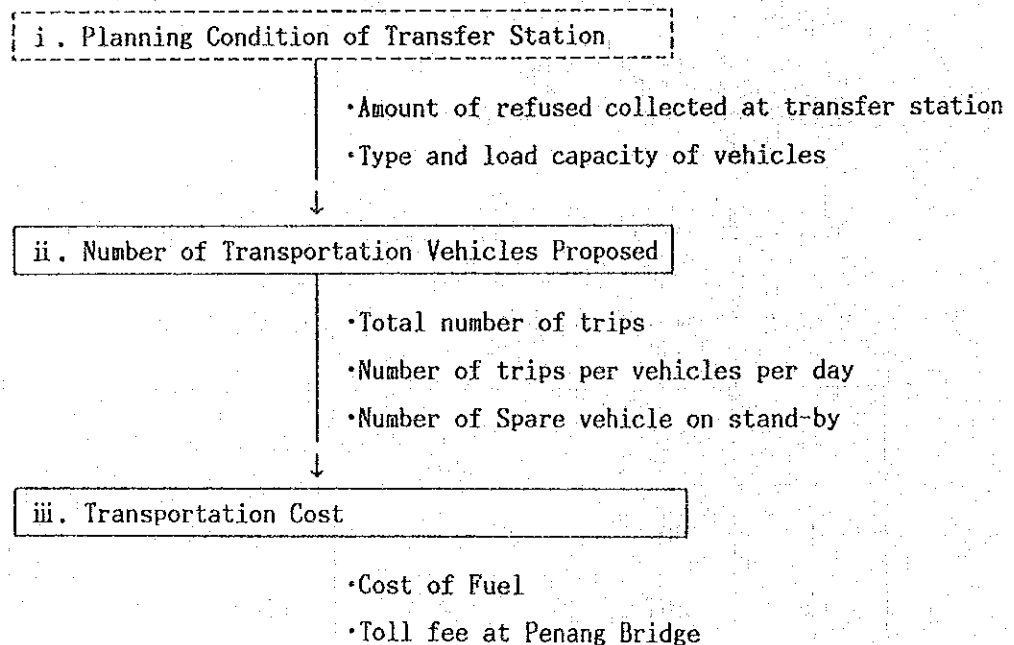 ⅰ. Planning Condition of Transfer Station
・Amount of refused collected at transfer station
・Type and load capacity of vehicles
ⅱ. Number of Transportation Vehicles Proposed
・Total number of trips
・Number of trips per vehicles per day
・Number of Spare vehicle on stand-by
ⅲ. Transportation Cost
・Cost of Fuel
・Toll fee at Penang Bridge